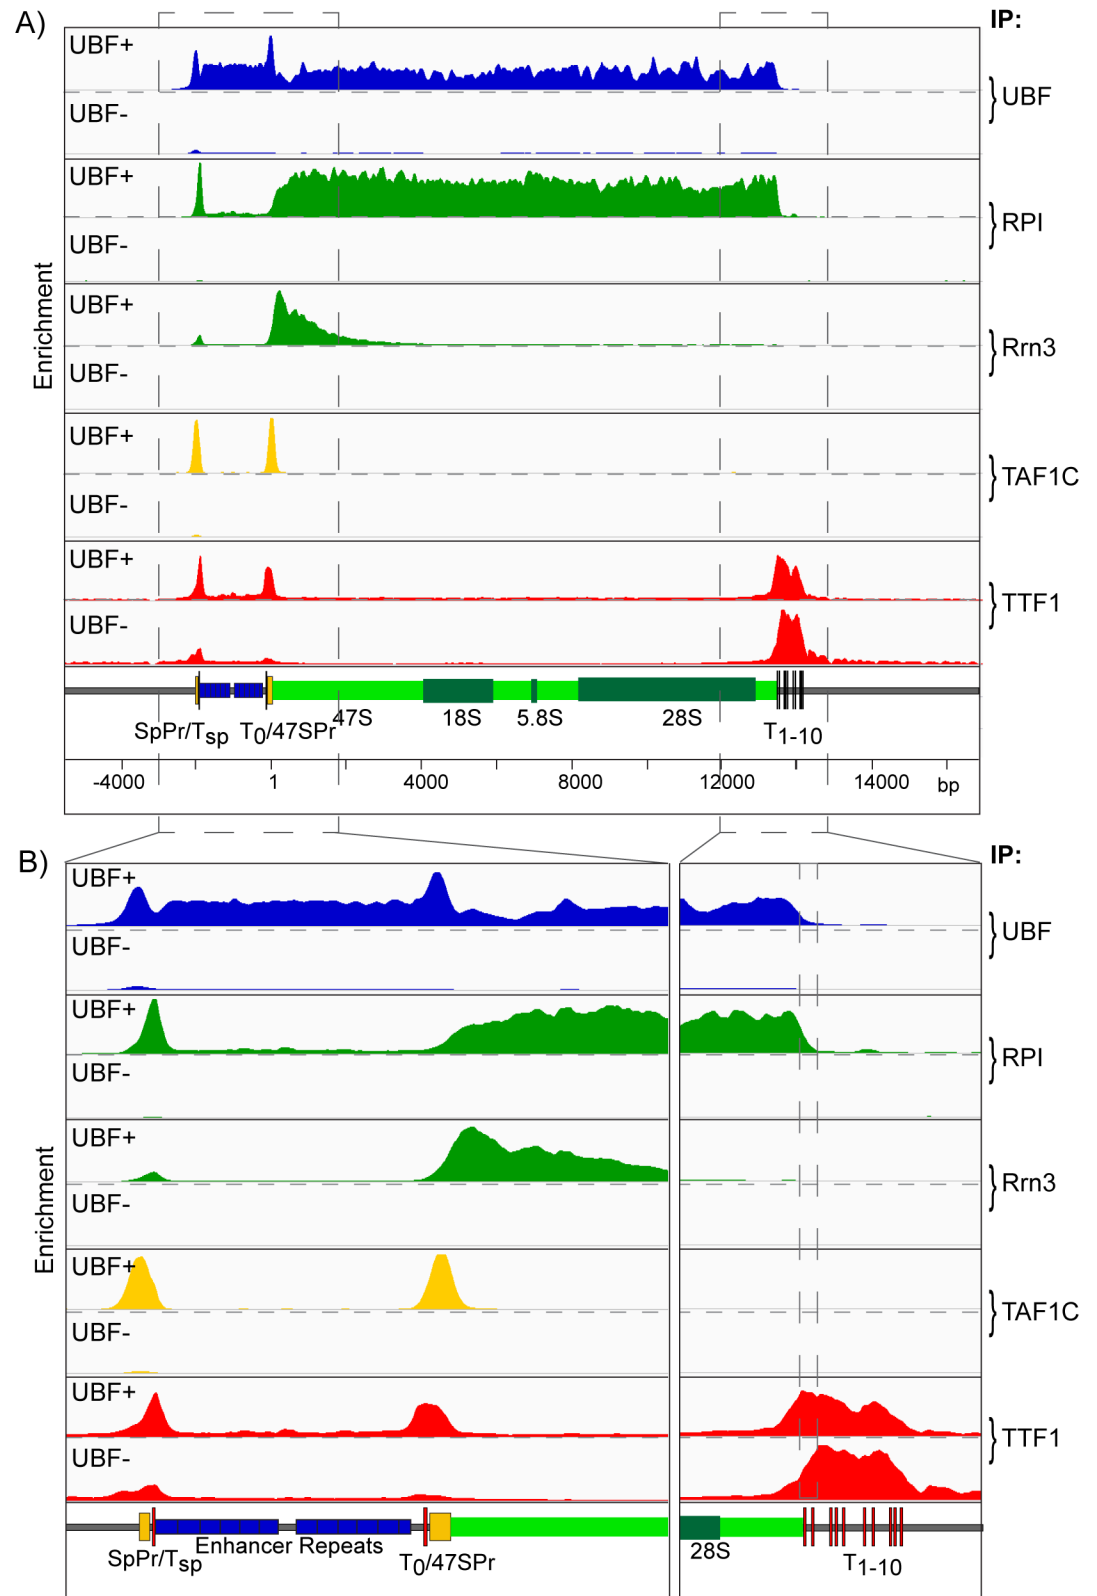 A)
IP:
UBF+
UBF-
UBF
UBF+
UBF-
RPI
UBF+
UBF-
Rrn3
UBF+
UBF-
TAF1C
UBF+
UBF-
TTF1
Enrichment
47S
18S
5.8S
28S
SpPr/Tsp
T0/47SPr
T1-10
-4000
1
4000
8000
12000
14000
bp
B)
IP:
UBF+
UBF-
UBF
UBF+
UBF-
RPI
UBF+
UBF-
Rrn3
UBF+
UBF-
TAF1C
UBF+
UBF-
TTF1
Enrichment
SpPr/Tsp
Enhancer Repeats
T0/47SPr
28S
T1-10